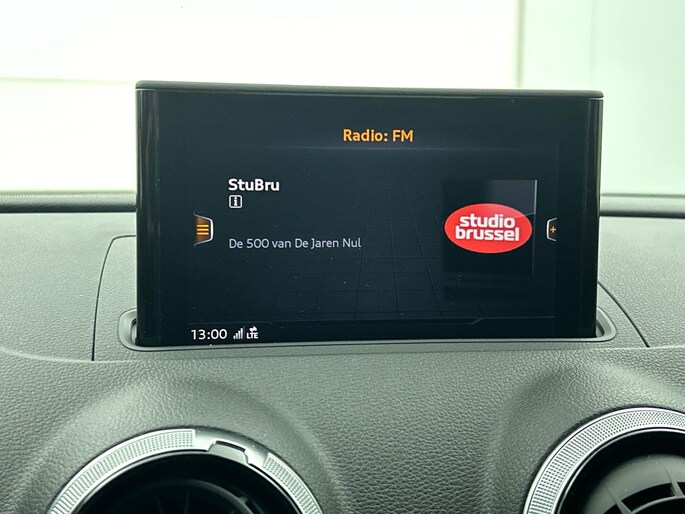 Radio: FM
StuBru
i
studio
brussel
De 500 van De Jaren Nul
13:00 LTE